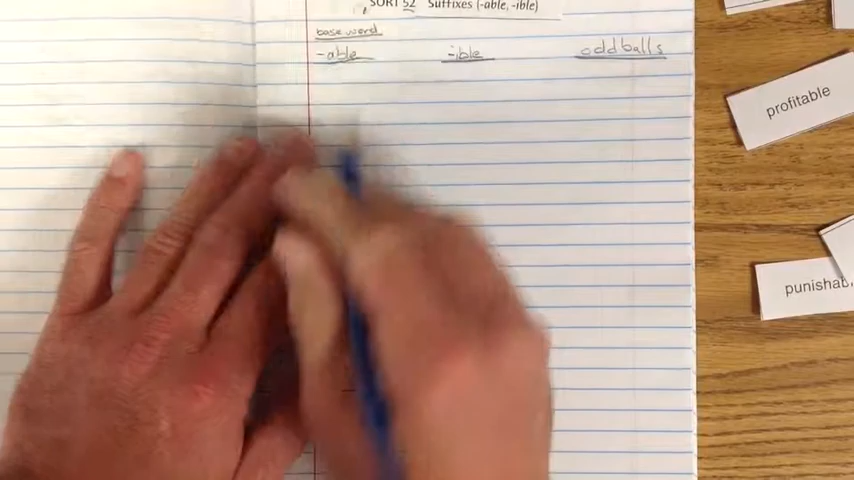 SORT 52 Suffixes (-able, -ible)
base word
-able -ible oddballs
profitable
punishab